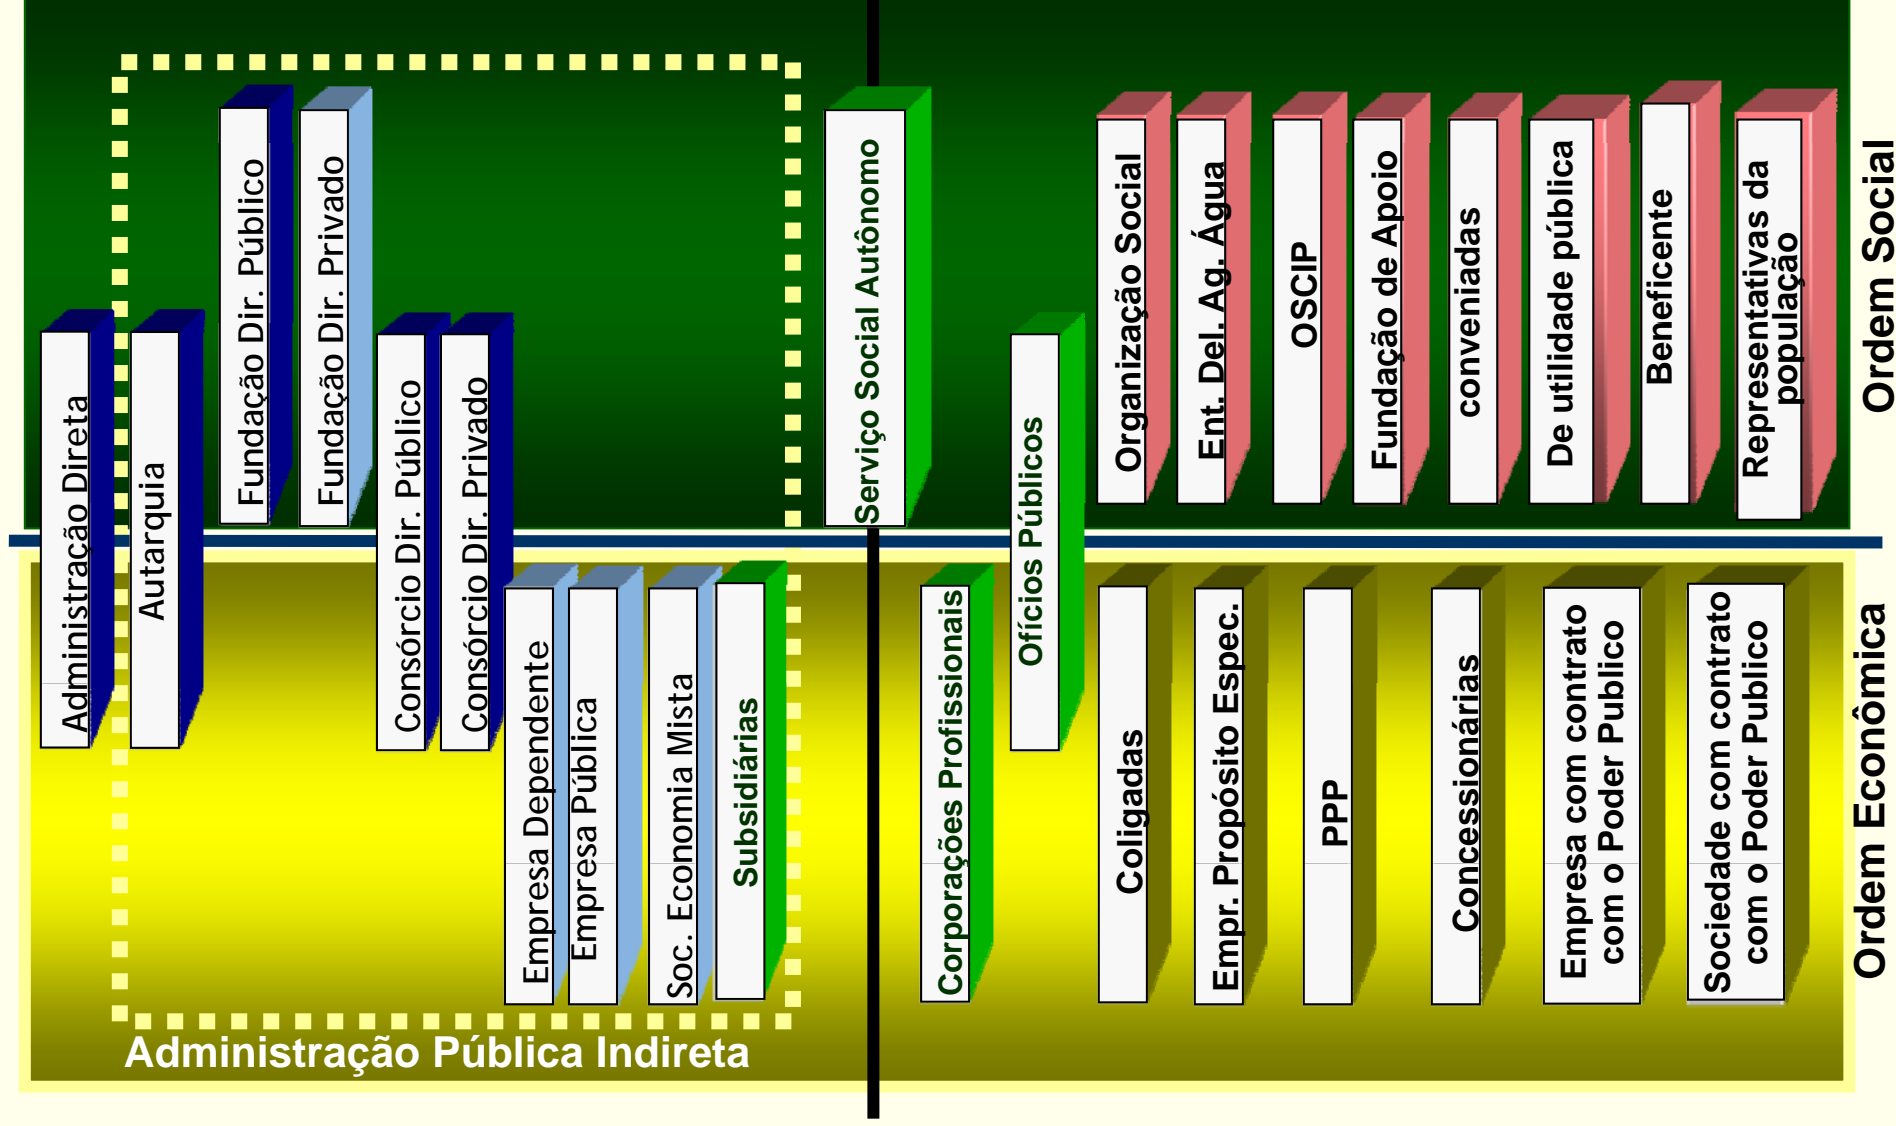 Administração Direta
Autarquia
Fundação Dir. Público
Fundação Dir. Privado
Consórcio Dir. Público
Consórcio Dir. Privado
Empresa Dependente
Empresa Pública
Soc. Economia Mista
Subsidiárias
Serviço Social Autônomo
Corporações Profissionais
Ofícios Públicos
Organização Social
Ent. Del. Ag. Água
OSCIP
Fundação de Apoio
conveniadas
De utilidade pública
Beneficente
Representativas da
população
Ordem Social
Coligadas
Empr. Propósito Espec.
PPP
Concessionárias
Empresa com contrato
com o Poder Publico
Sociedade com contrato
com o Poder Publico
Ordem Econômica
Administração Pública Indireta